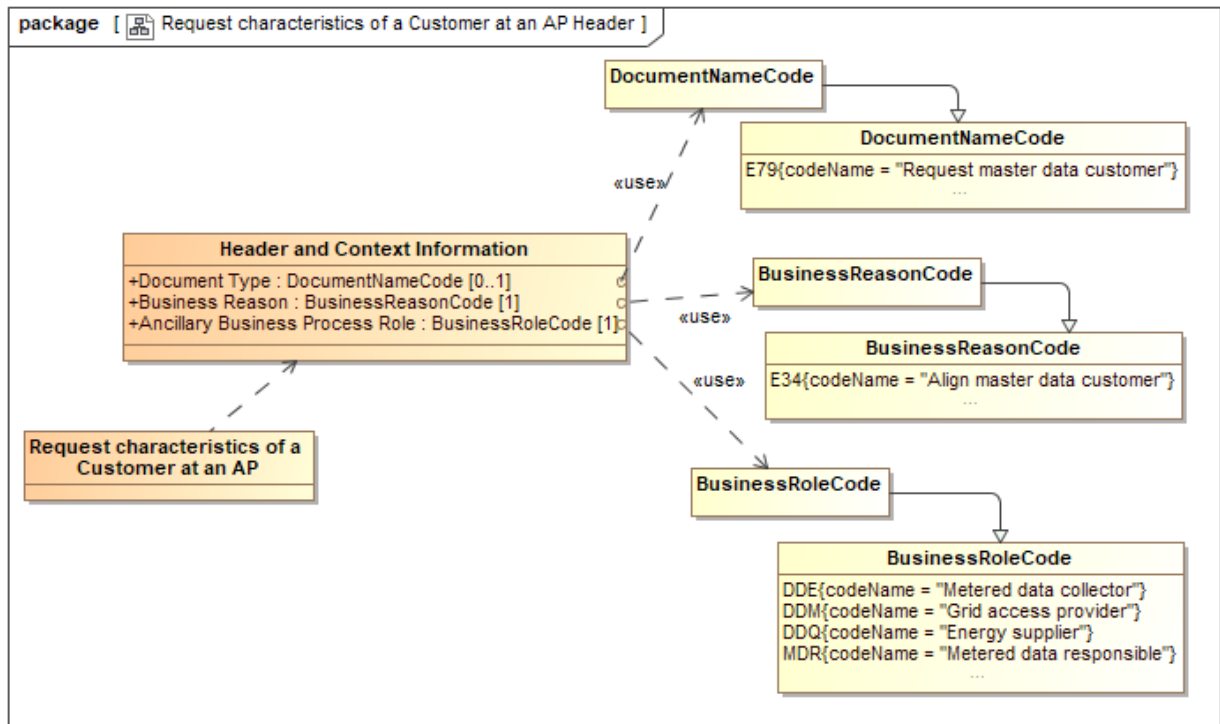 package [ Request characteristics of a Customer at an AP Header ]
DocumentNameCode
DocumentNameCode
E79{codeName = "Request master data customer"}
...
«use»
Header and Context Information
+Document Type : DocumentNameCode [0..1]
+Business Reason : BusinessReasonCode [1]
+Ancillary Business Process Role : BusinessRoleCode [1]
BusinessReasonCode
«use»
BusinessReasonCode
E34{codeName = "Align master data customer"}
...
«use»
Request characteristics of a
Customer at an AP
BusinessRoleCode
BusinessRoleCode
DDE{codeName = "Metered data collector"}
DDM{codeName = "Grid access provider"}
DDQ{codeName = "Energy supplier"}
MDR{codeName = "Metered data responsible"}
...